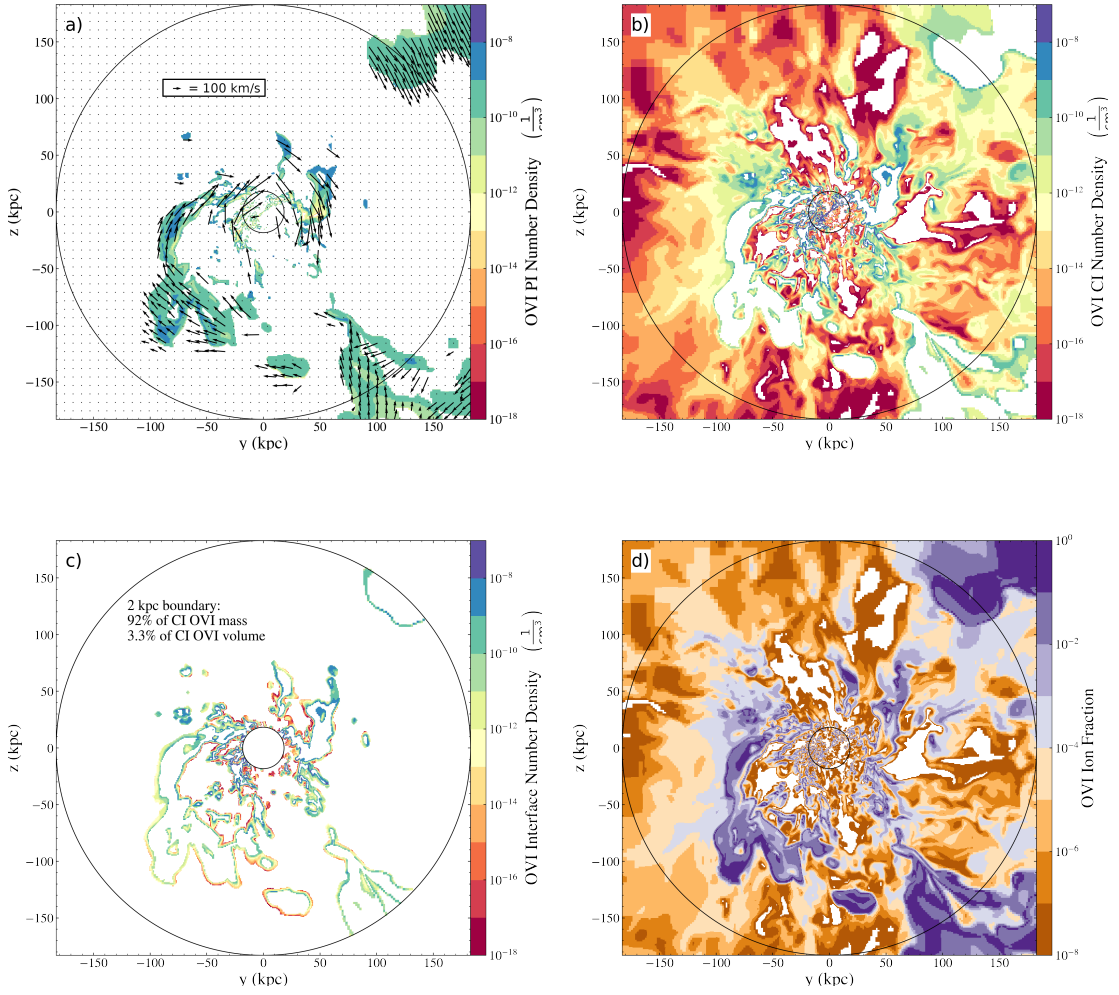 a)
= 100 km/s
150
100
50
0
−50
−100
−150
z (kpc)
−150 −100 −50 0 50 100 150
y (kpc)
10⁻⁸
10⁻¹⁰
10⁻¹²
10⁻¹⁴
10⁻¹⁶
10⁻¹⁸
OVI PI Number Density (1/cm³)
b)
150
100
50
0
−50
−100
−150
z (kpc)
−150 −100 −50 0 50 100 150
y (kpc)
10⁻⁸
10⁻¹⁰
10⁻¹²
10⁻¹⁴
10⁻¹⁶
10⁻¹⁸
OVI CI Number Density (1/cm³)
c)
2 kpc boundary:
92% of CI OVI mass
3.3% of CI OVI volume
150
100
50
0
−50
−100
−150
z (kpc)
−150 −100 −50 0 50 100 150
y (kpc)
10⁻⁸
10⁻¹⁰
10⁻¹²
10⁻¹⁴
10⁻¹⁶
10⁻¹⁸
OVI Interface Number Density (1/cm³)
d)
150
100
50
0
−50
−100
−150
z (kpc)
−150 −100 −50 0 50 100 150
y (kpc)
10⁰
10⁻²
10⁻⁴
10⁻⁶
10⁻⁸
OVI Ion Fraction